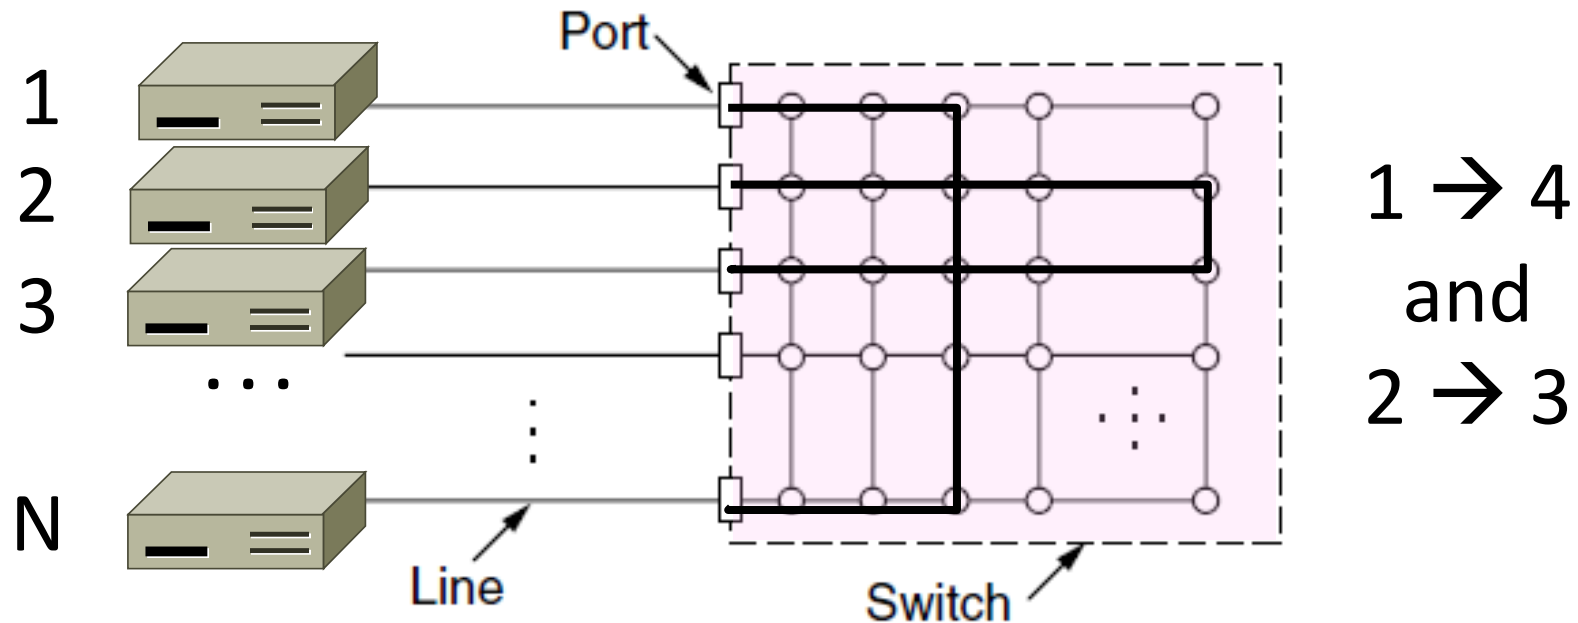 Port
1
2
3
...
N
Line
Switch
1 → 4
and
2 → 3